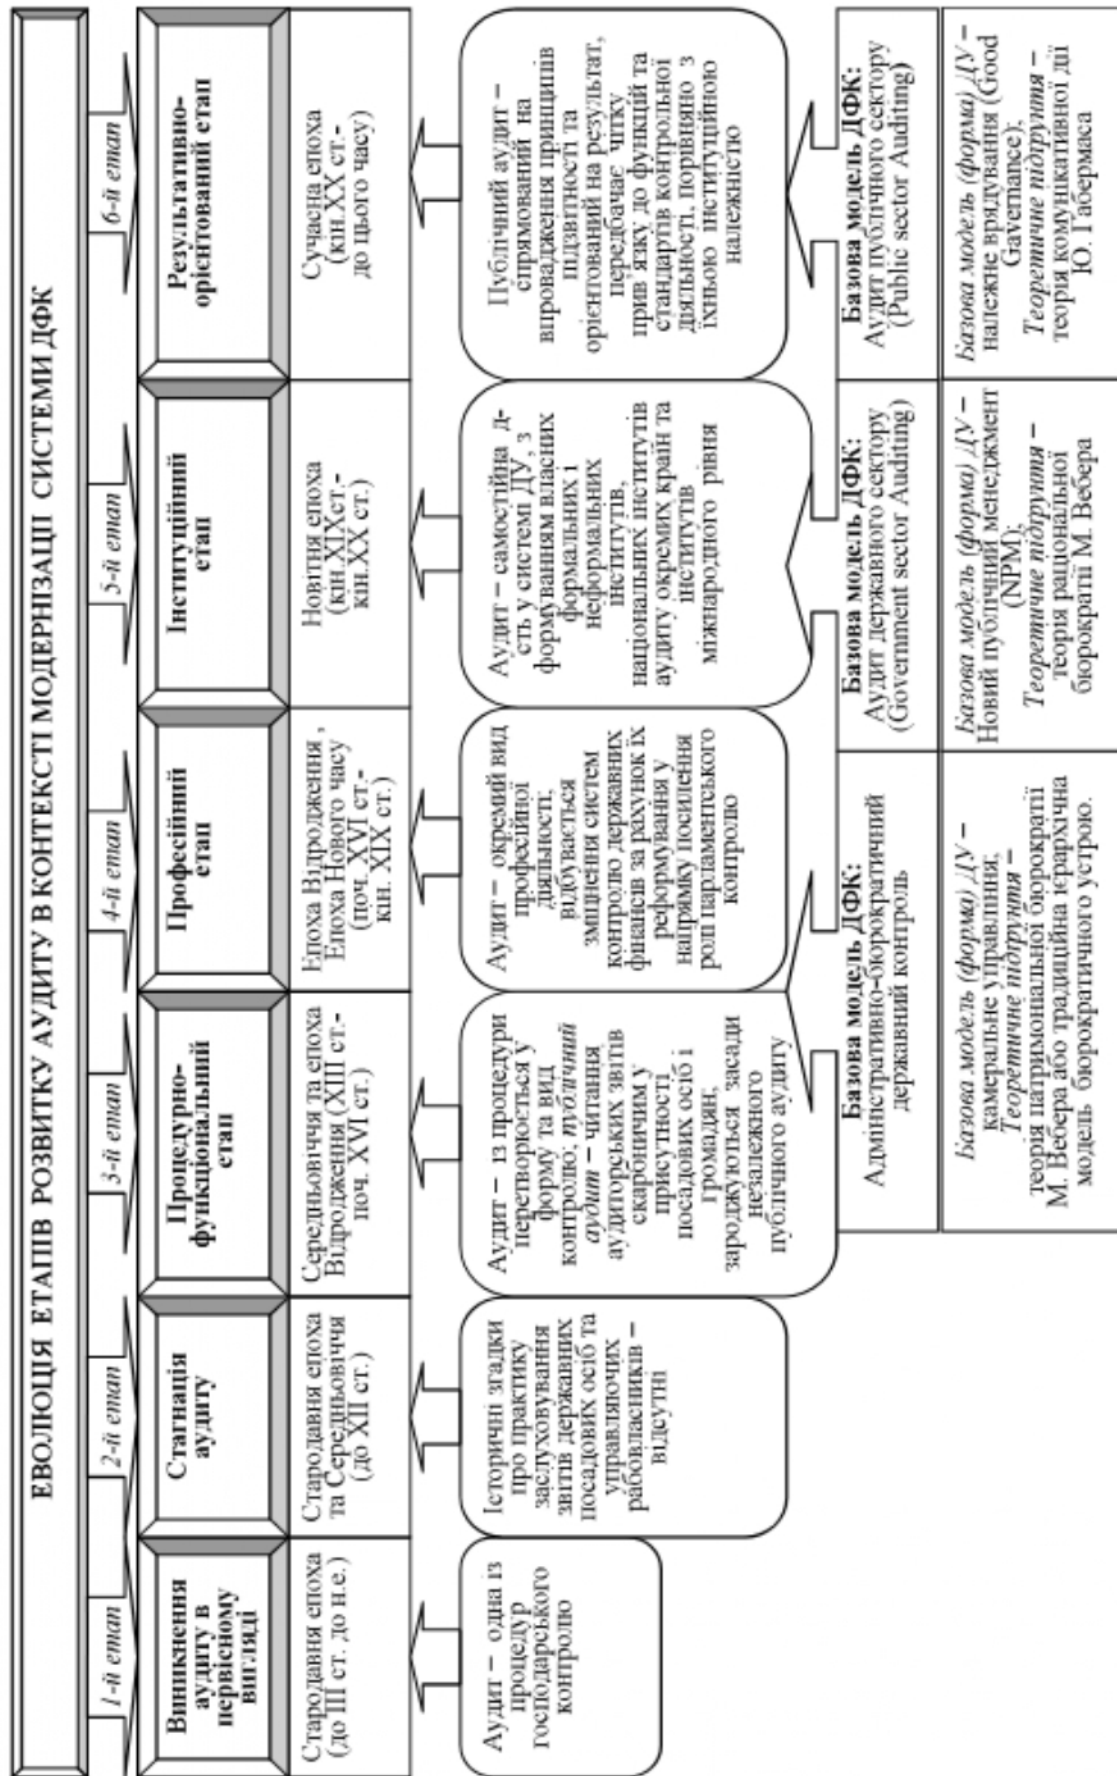 ЕВОЛЮЦІЯ ЕТАПІВ РОЗВИТКУ АУДИТУ В КОНТЕКСТІ МОДЕРНІЗАЦІЇ СИСТЕМИ ДФК
1-й етап
2-й етап
3-й етап
4-й етап
5-й етап
6-й етап
Виникнення
аудиту в
первісному
вигляді
Стагнація
аудиту
Процедурно-
функціональний
етап
Професійний
етап
Інституційний
етап
Результативно-
орієнтований етап
Стародавня епоха
(до III ст. до н.е.)
Стародавня епоха
та Середньовіччя
(до XII ст.)
Середньовіччя та епоха
Відродження (XIII ст.-
поч. XVI ст.)
Епоха Відродження ,
Епоха Нового часу
(поч. XVI ст.-
кін. XIX ст.)
Новітня епоха
(кін.XIXст.-
кін.XX ст.)
Сучасна епоха
(кін.XX ст.-
до цього часу)
Аудит – одна із
процедур
господарського
контролю
Історичні згадки
про практику
заслуховування
звітів державних
посадових осіб та
управляючих
рабовласників –
відсутні
Аудит – із процедури
перетворюється у
форму та вид
контролю; публічний
аудит – читання
аудиторських звітів
скарбничим у
присутності
посадових осіб і
громадян;
зароджуються засади
незалежного
публічного аудиту
Аудит – окремий вид
професійної
діяльності;
відбувається
зміцнення систем
контролю державних
фінансів за рахунок їх
реформування у
напрямку посилення
ролі парламентського
контролю
Аудит – самостійна д-
сть у системі ДУ, з
формуванням власних
формальних і
неформальних
інститутів,
національних інститутів
аудиту окремих країн та
інститутів
міжнародного рівня
Публічний аудит –
спрямований на
впровадження принципів
підзвітності та
орієнтований на результат,
передбачає чітку
прив'язку до функцій та
стандартів контрольної
діяльності, порівняно з
їхньою інституційною
належністю
Базова модель ДФК:
Адміністративно-бюрократичний
державний контроль
Базова модель ДФК:
Аудит державного сектору
(Government sector Auditing)
Базова модель ДФК:
Аудит публічного сектору
(Public sector Auditing)
Базова модель (форма) ДУ –
камеральне управління,
Теоретичне підґрунтя –
теорія патримоніальної бюрократії
М. Вебера або традиційна ієрархічна
модель бюрократичного устрою.
Базова модель (форма) ДУ –
Новий публічний менеджмент
(NPM);
Теоретичне підґрунтя –
теорія раціональної
бюрократії М. Вебера
Базова модель (форма) ДУ –
належне врядування (Good
Gavernance);
Теоретичне підґрунтя –
теорія комунікативної дії
Ю. Габермаса